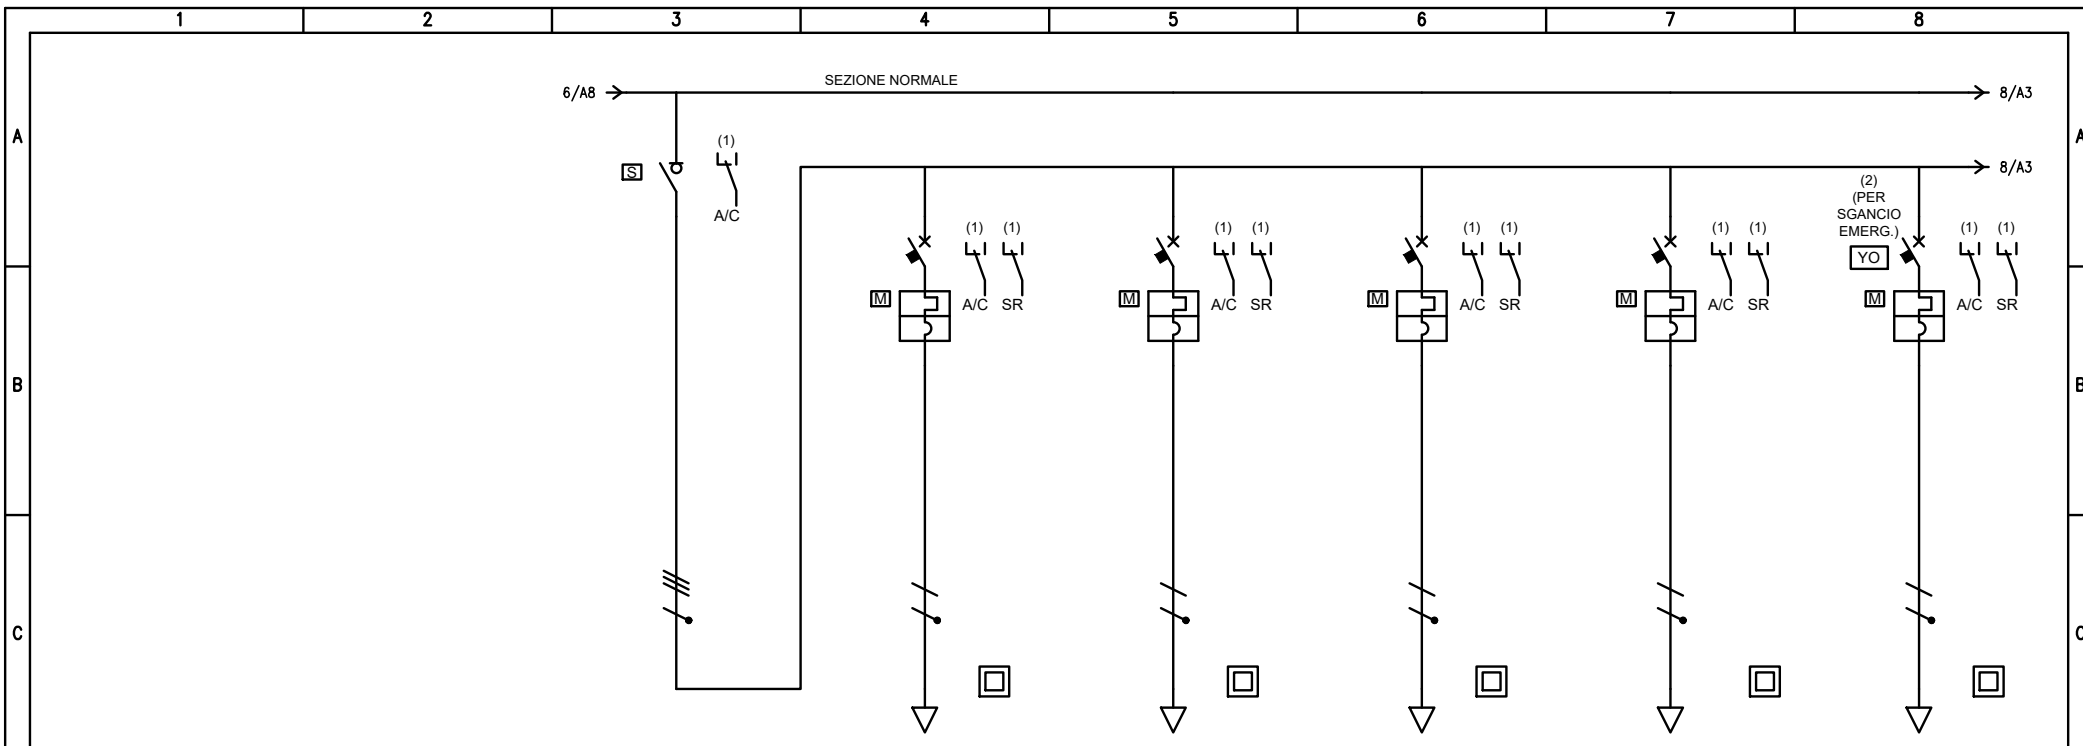 1 2 3 4 5 6 7 8
SEZIONE NORMALE
6/A8 8/A3
A A
(1)
S
8/A3
A/C
(2)
(PER
SGANCIO
EMERG.)
(1) (1) (1) (1) (1) (1) (1) (1) (1) (1)
YO
M A/C SR M A/C SR M A/C SR M A/C SR M A/C SR
B B
C C